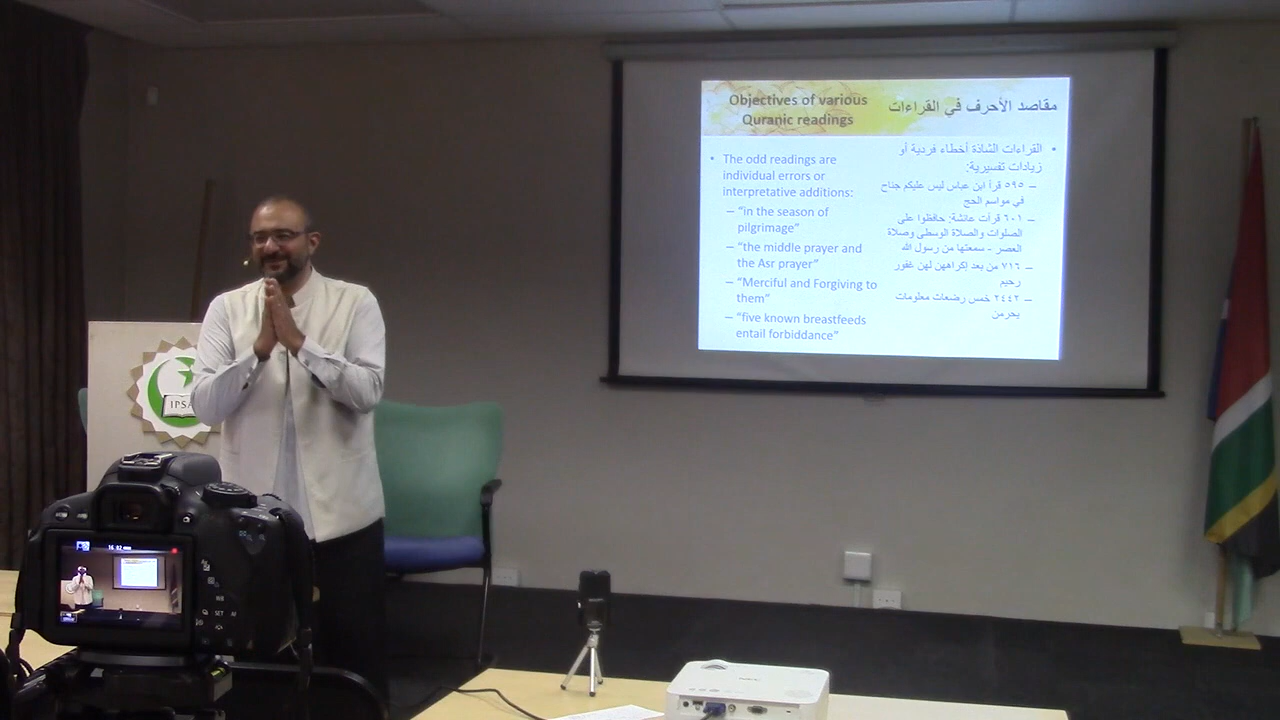 Objectives of various
Quranic readings
مقاصد الأحرف في القراءات
• The odd readings are
individual errors or
interpretative additions:
– “in the season of
pilgrimage”
– “the middle prayer and
the Asr prayer”
– “Merciful and Forgiving to
them”
– “five known breastfeeds
entail forbiddance”
• القراءات الشاذة أخطاء فردية أو
زيادات تفسيرية:
– ٥٩٥ قرأ ابن عباس ليس عليكم جناح
في مواسم الحج
– ٦٠١ قرأت عائشة: حافظوا على
الصلوات والصلاة الوسطى وصلاة
العصر - سمعتها من رسول الله
– ٧١٦ من بعد إكراههن لهن غفور
رحيم
– ٢٤٤٢ خمس رضعات معلومات
يحرمن
IPSA